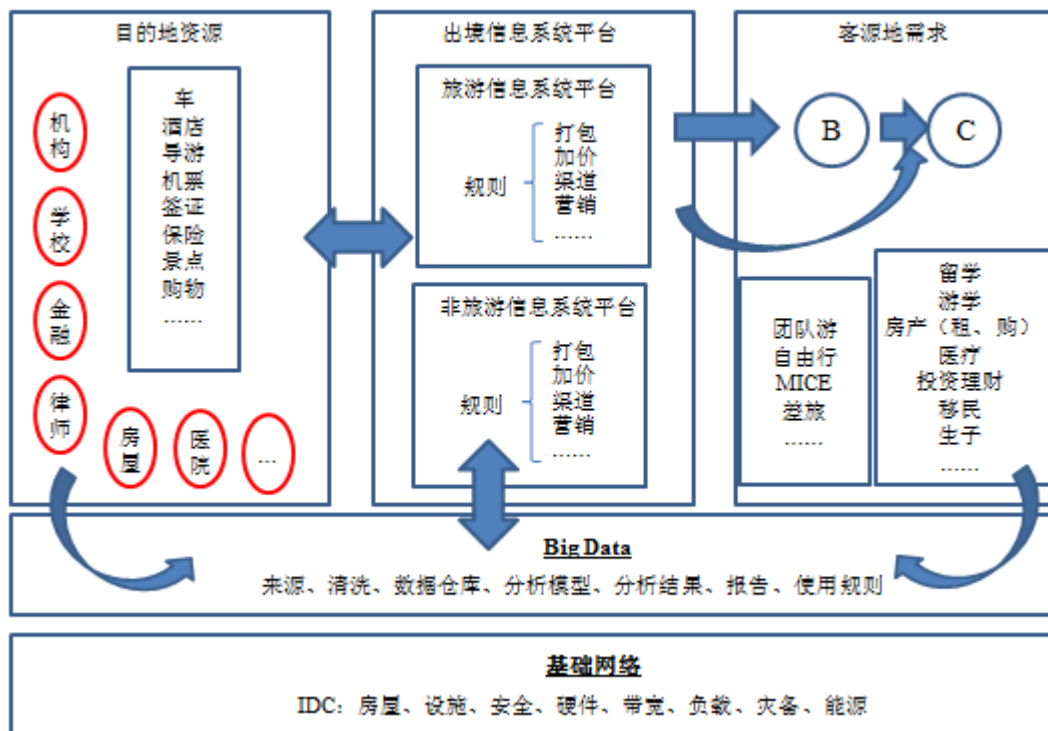 目的地资源
机构
学校
金融
律师
房屋
医院
...
车
酒店
导游
机票
签证
保险
景点
购物
......
出境信息系统平台
旅游信息系统平台
规则
打包
加价
渠道
营销
......
非旅游信息系统平台
规则
打包
加价
渠道
营销
......
客源地需求
B
C
团队游
自由行
MICE
差旅
......
留学
游学
房产（租、购）
医疗
投资理财
移民
生子
......
Big Data
来源、清洗、数据仓库、分析模型、分析结果、报告、使用规则
基础网络
IDC：房屋、设施、安全、硬件、带宽、负载、灾备、能源